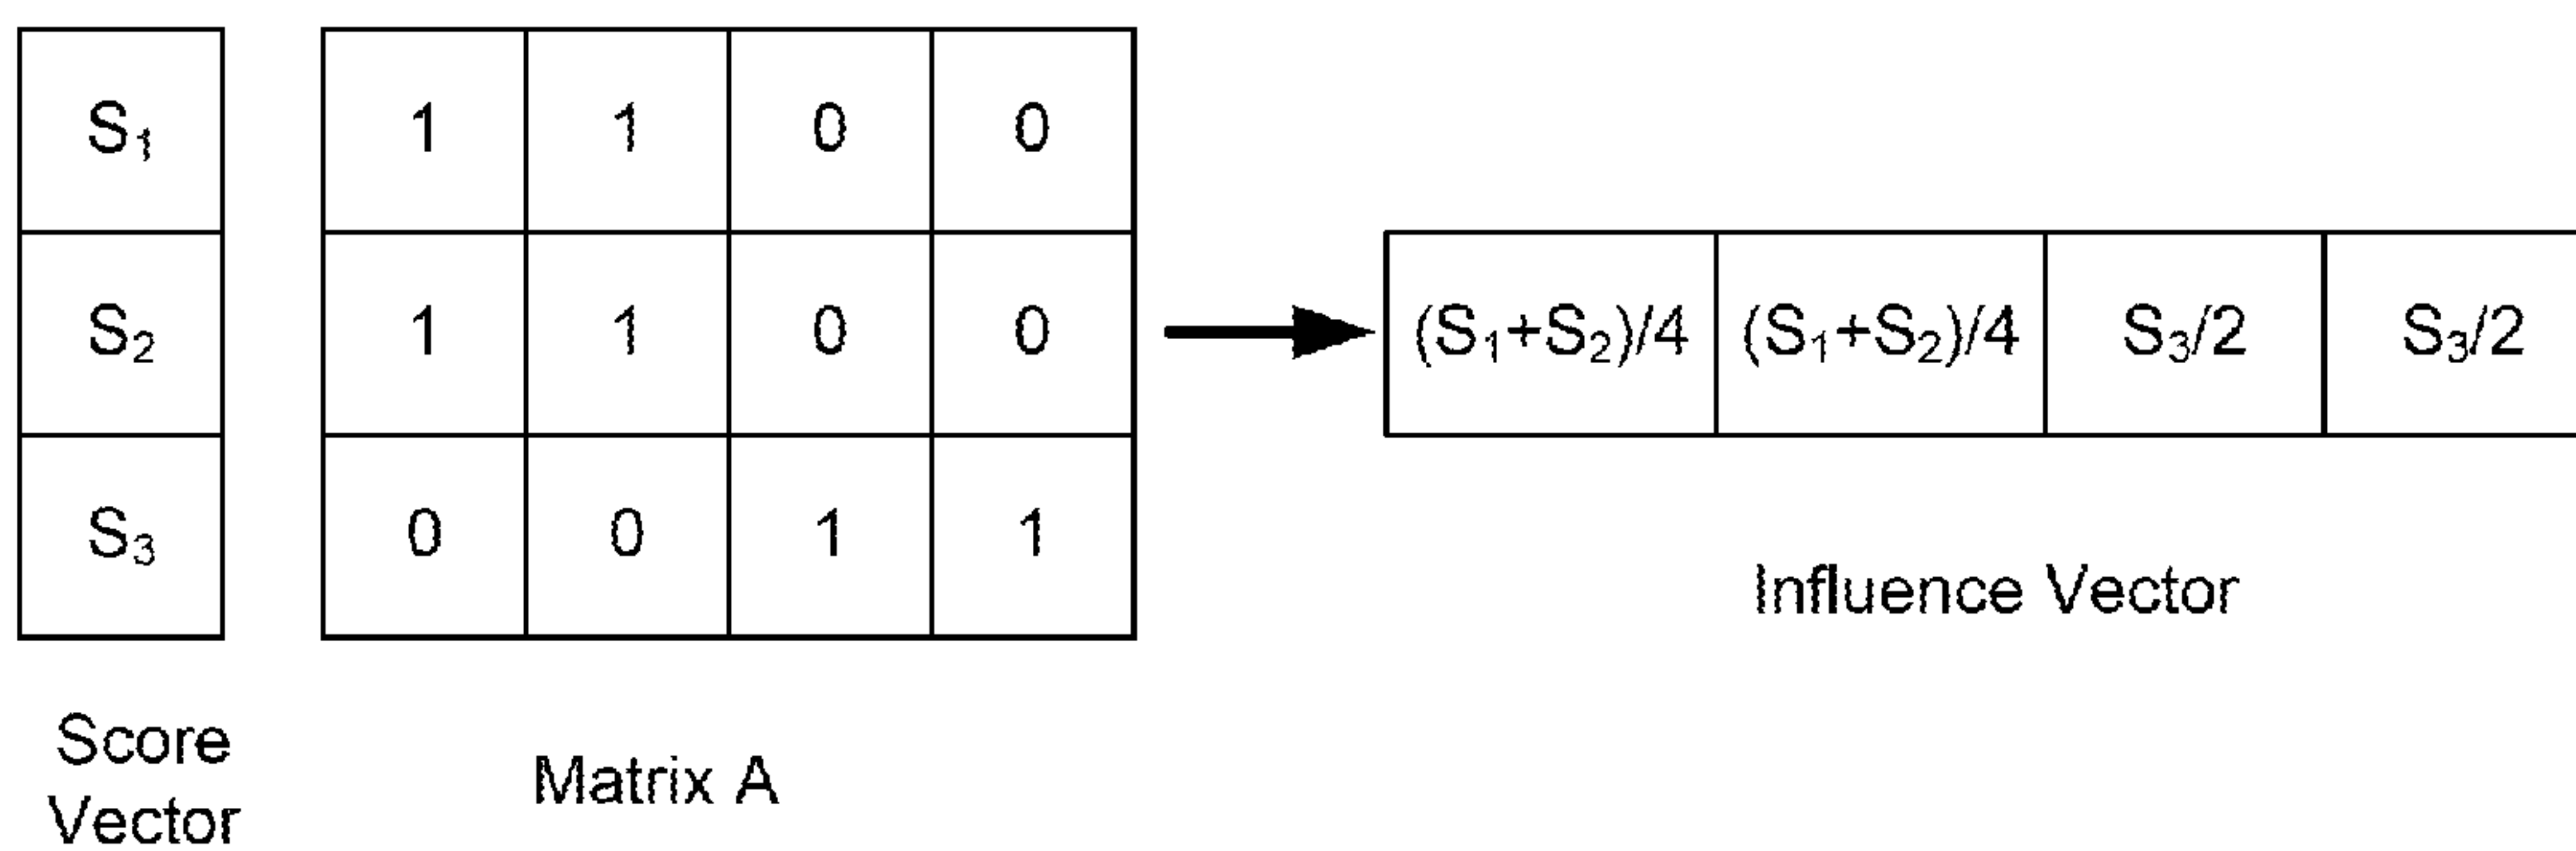 S₁ 1 1 0 0
S₂ 1 1 0 0 (S₁+S₂)/4 (S₁+S₂)/4 S₃/2 S₃/2
S₃ 0 0 1 1
Influence Vector
Score
Vector
Matrix A